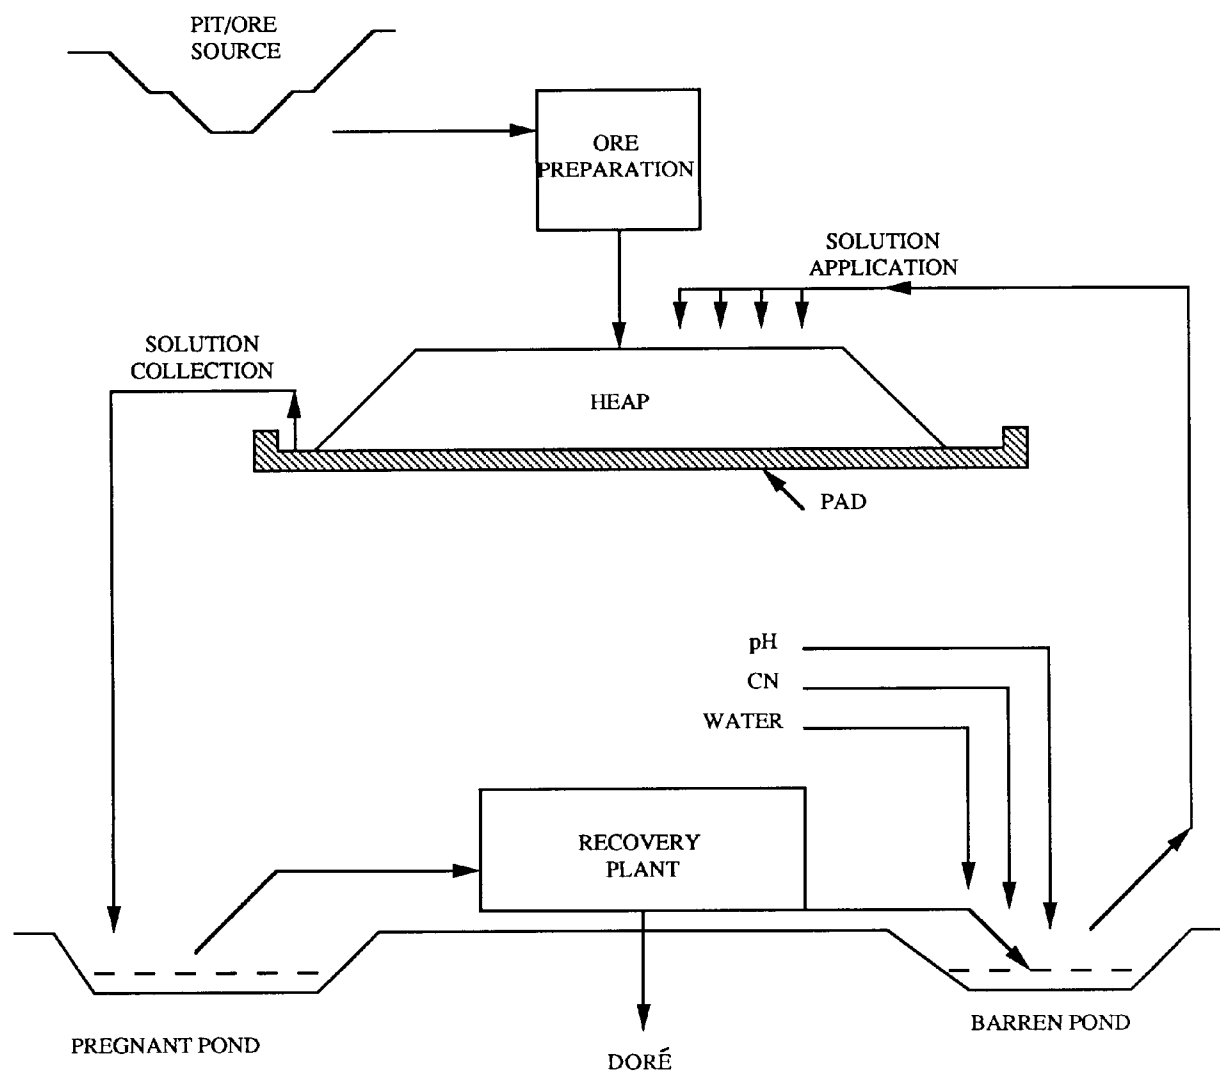 PIT/ORE
SOURCE
ORE
PREPARATION
SOLUTION
APPLICATION
SOLUTION
COLLECTION
HEAP
PAD
pH
CN
WATER
RECOVERY
PLANT
BARREN POND
PREGNANT POND
DORÉ